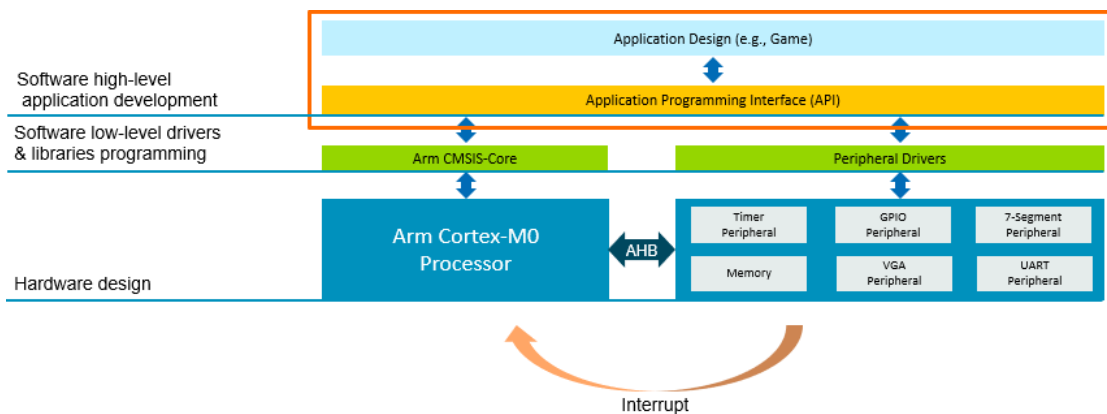 Application Design (e.g., Game)
Software high-level
application development
Application Programming Interface (API)
Software low-level drivers
& libraries programming
Arm CMSIS-Core
Peripheral Drivers
Arm Cortex-M0
Processor
AHB
Timer
Peripheral
GPIO
Peripheral
7-Segment
Peripheral
Memory
VGA
Peripheral
UART
Peripheral
Hardware design
Interrupt